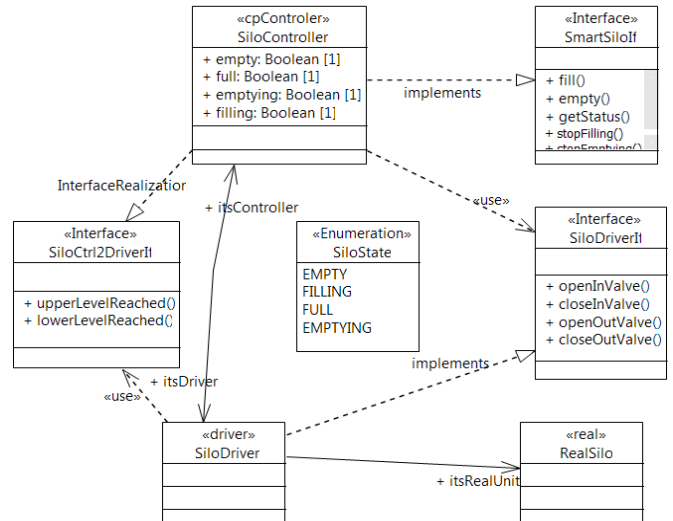 «cpControler»
SiloController
+ empty: Boolean [1]
+ full: Boolean [1]
+ emptying: Boolean [1]
+ filling: Boolean [1]
«Interface»
SmartSiloIf
+ fill()
+ empty()
+ getStatus()
+ stopFilling()
+ stopEmptying()
implements
InterfaceRealization
+ itsController
«use»
«Interface»
SiloCtrl2DriverIf
+ upperLevelReached()
+ lowerLevelReached()
«Enumeration»
SiloState
EMPTY
FILLING
FULL
EMPTYING
«Interface»
SiloDriverIf
+ openInValve()
+ closeInValve()
+ openOutValve()
+ closeOutValve()
implements
+ itsDriver
«use»
«driver»
SiloDriver
+ itsRealUnit
«real»
RealSilo